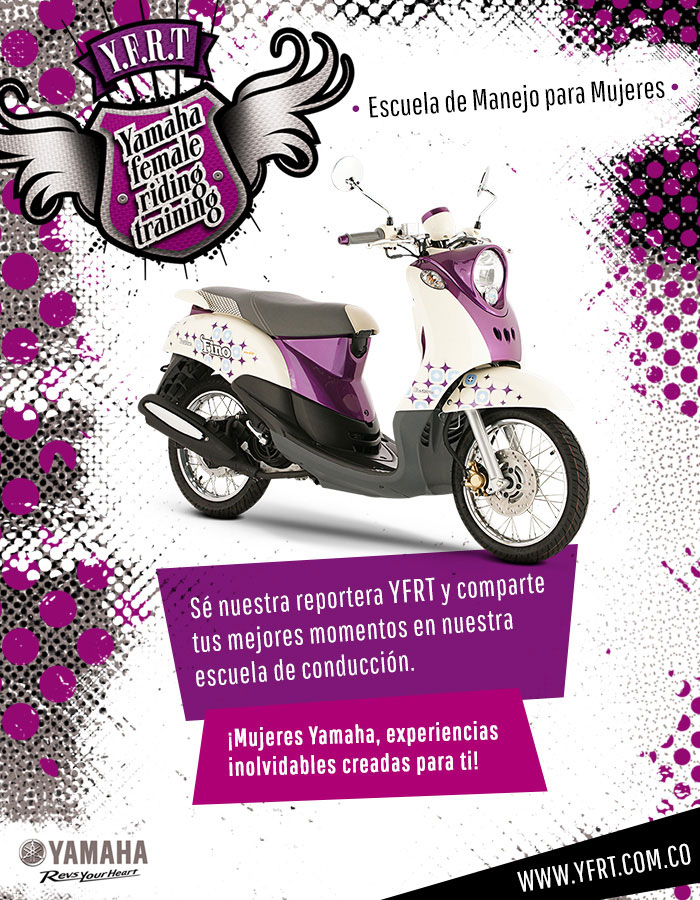 Y.F.R.T
Yamaha
female
riding
training
• Escuela de Manejo para Mujeres •
Fino
Sé nuestra reportera YFRT y comparte
tus mejores momentos en nuestra
escuela de conducción.
¡Mujeres Yamaha, experiencias
inolvidables creadas para ti!
YAMAHA
Revs Your Heart
WWW.YFRT.COM.CO